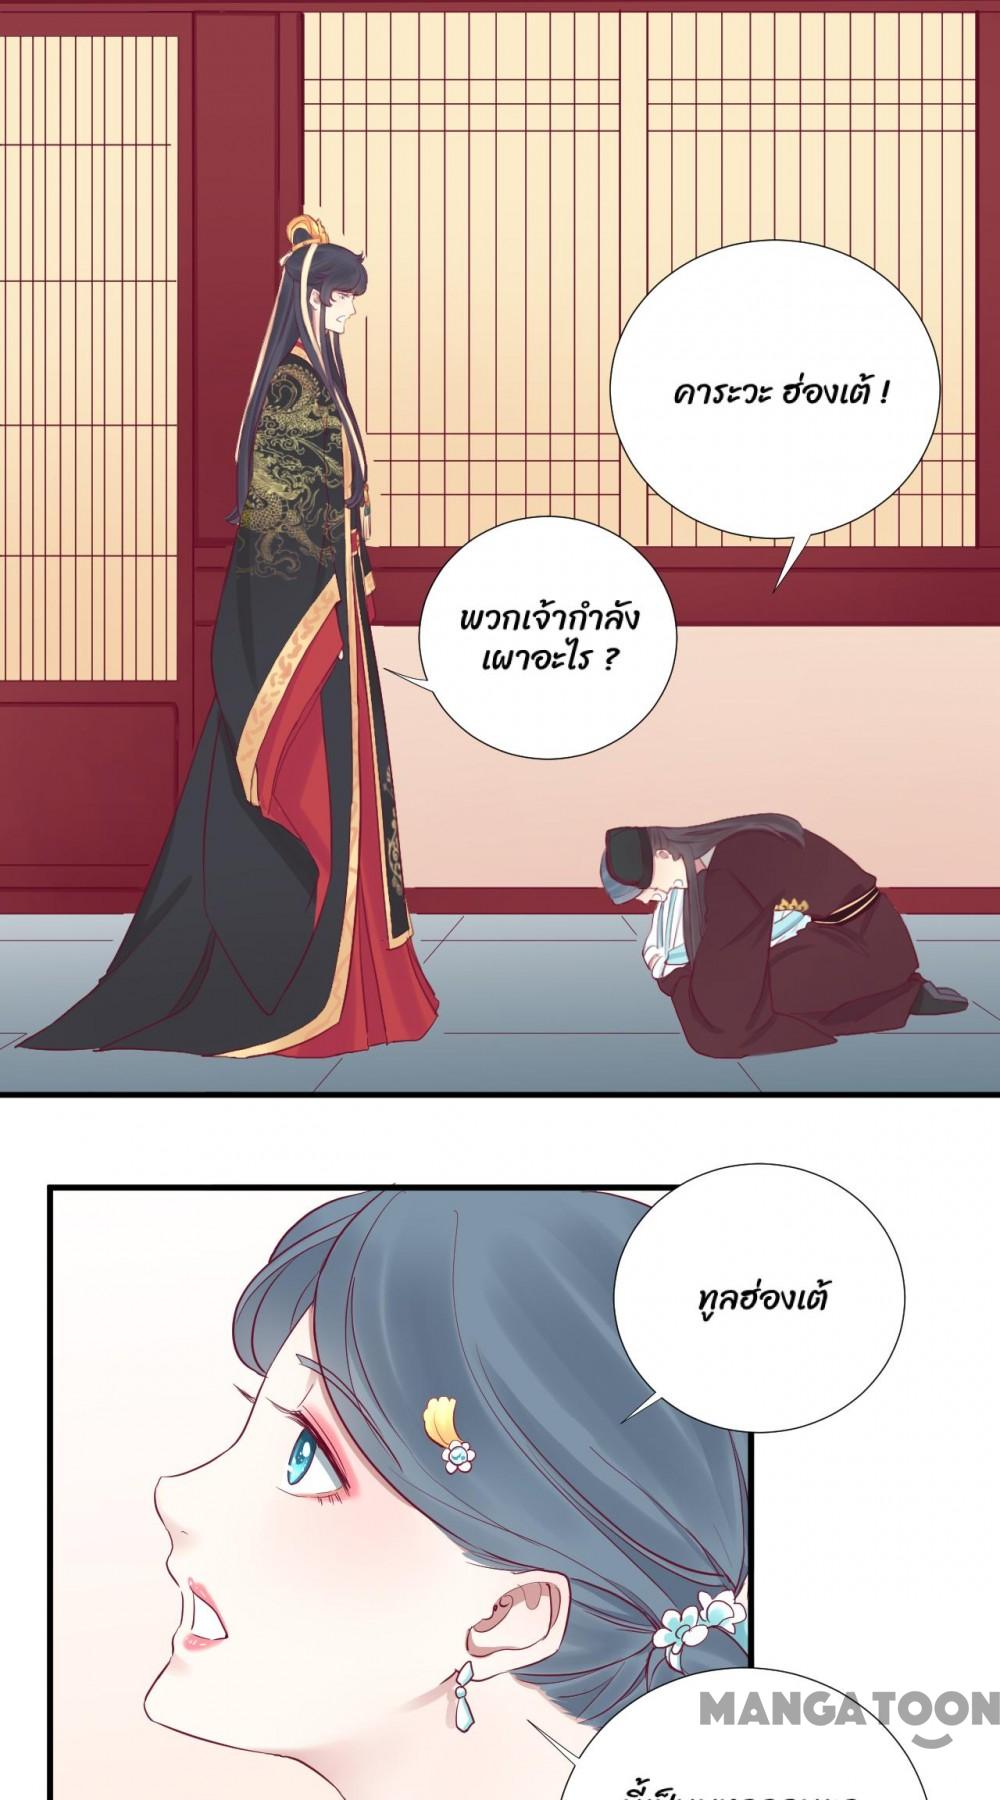 คาระวะ ฮ่องเต้ !
พวกเจ้ากำลัง
เผาอะไร ?
ทูลฮ่องเต้
MANGATOON